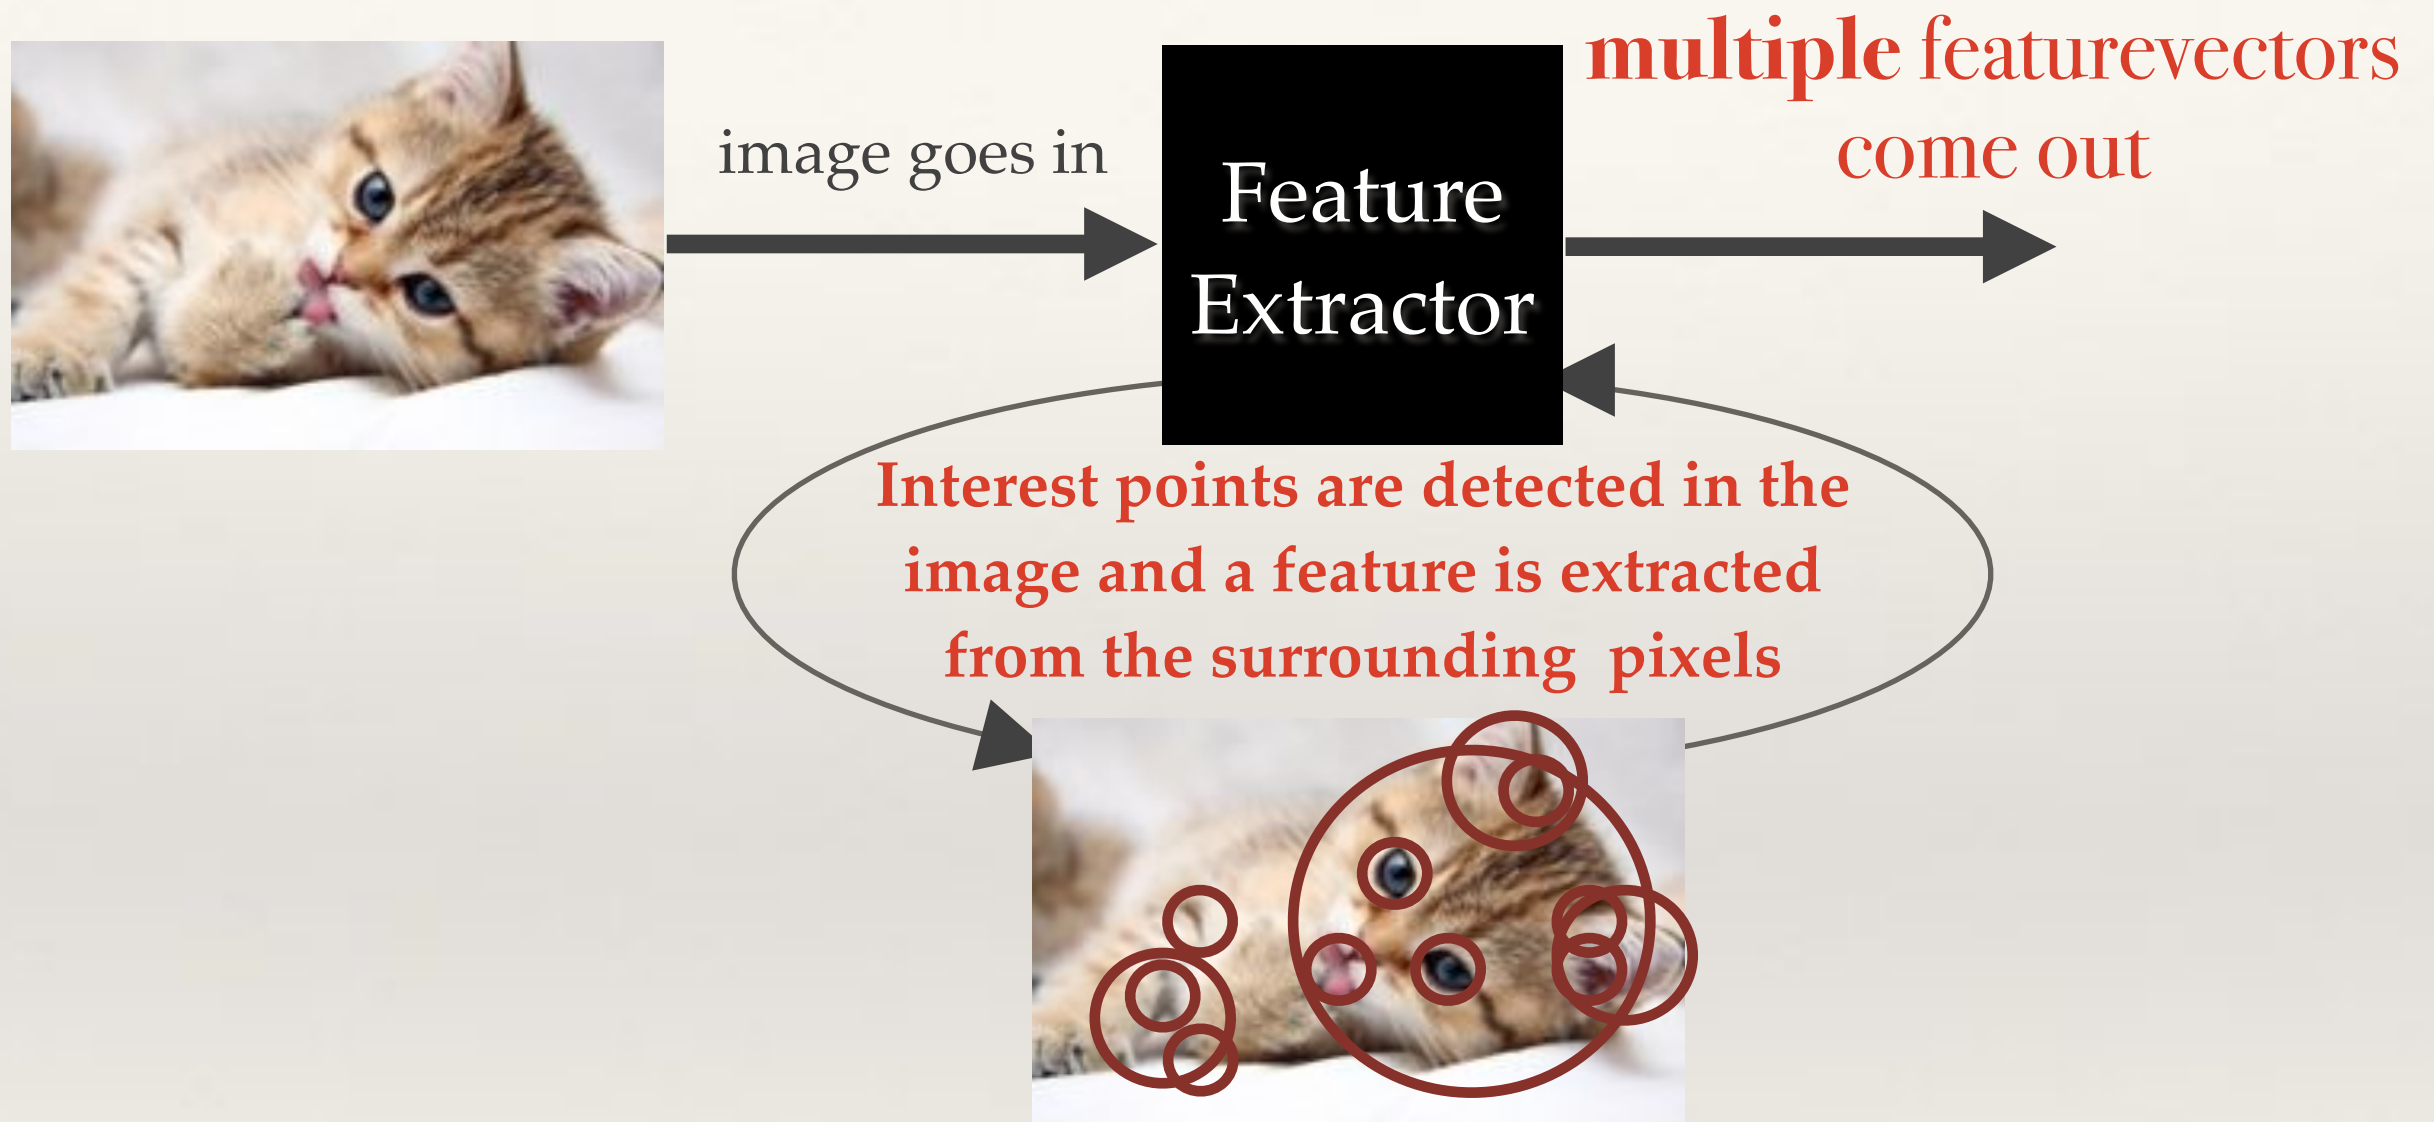 image goes in
Feature
Extractor
multiple featurevectors
come out
Interest points are detected in the
image and a feature is extracted
from the surrounding pixels